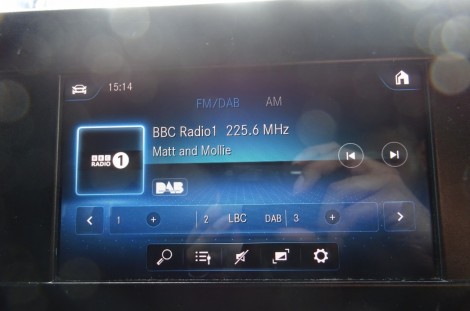 15:14
FM/DAB AM
BBC Radio1 225.6 MHz
Matt and Mollie
BBC
RADIO 1
DAB
1 + 2 LBC DAB 3 +